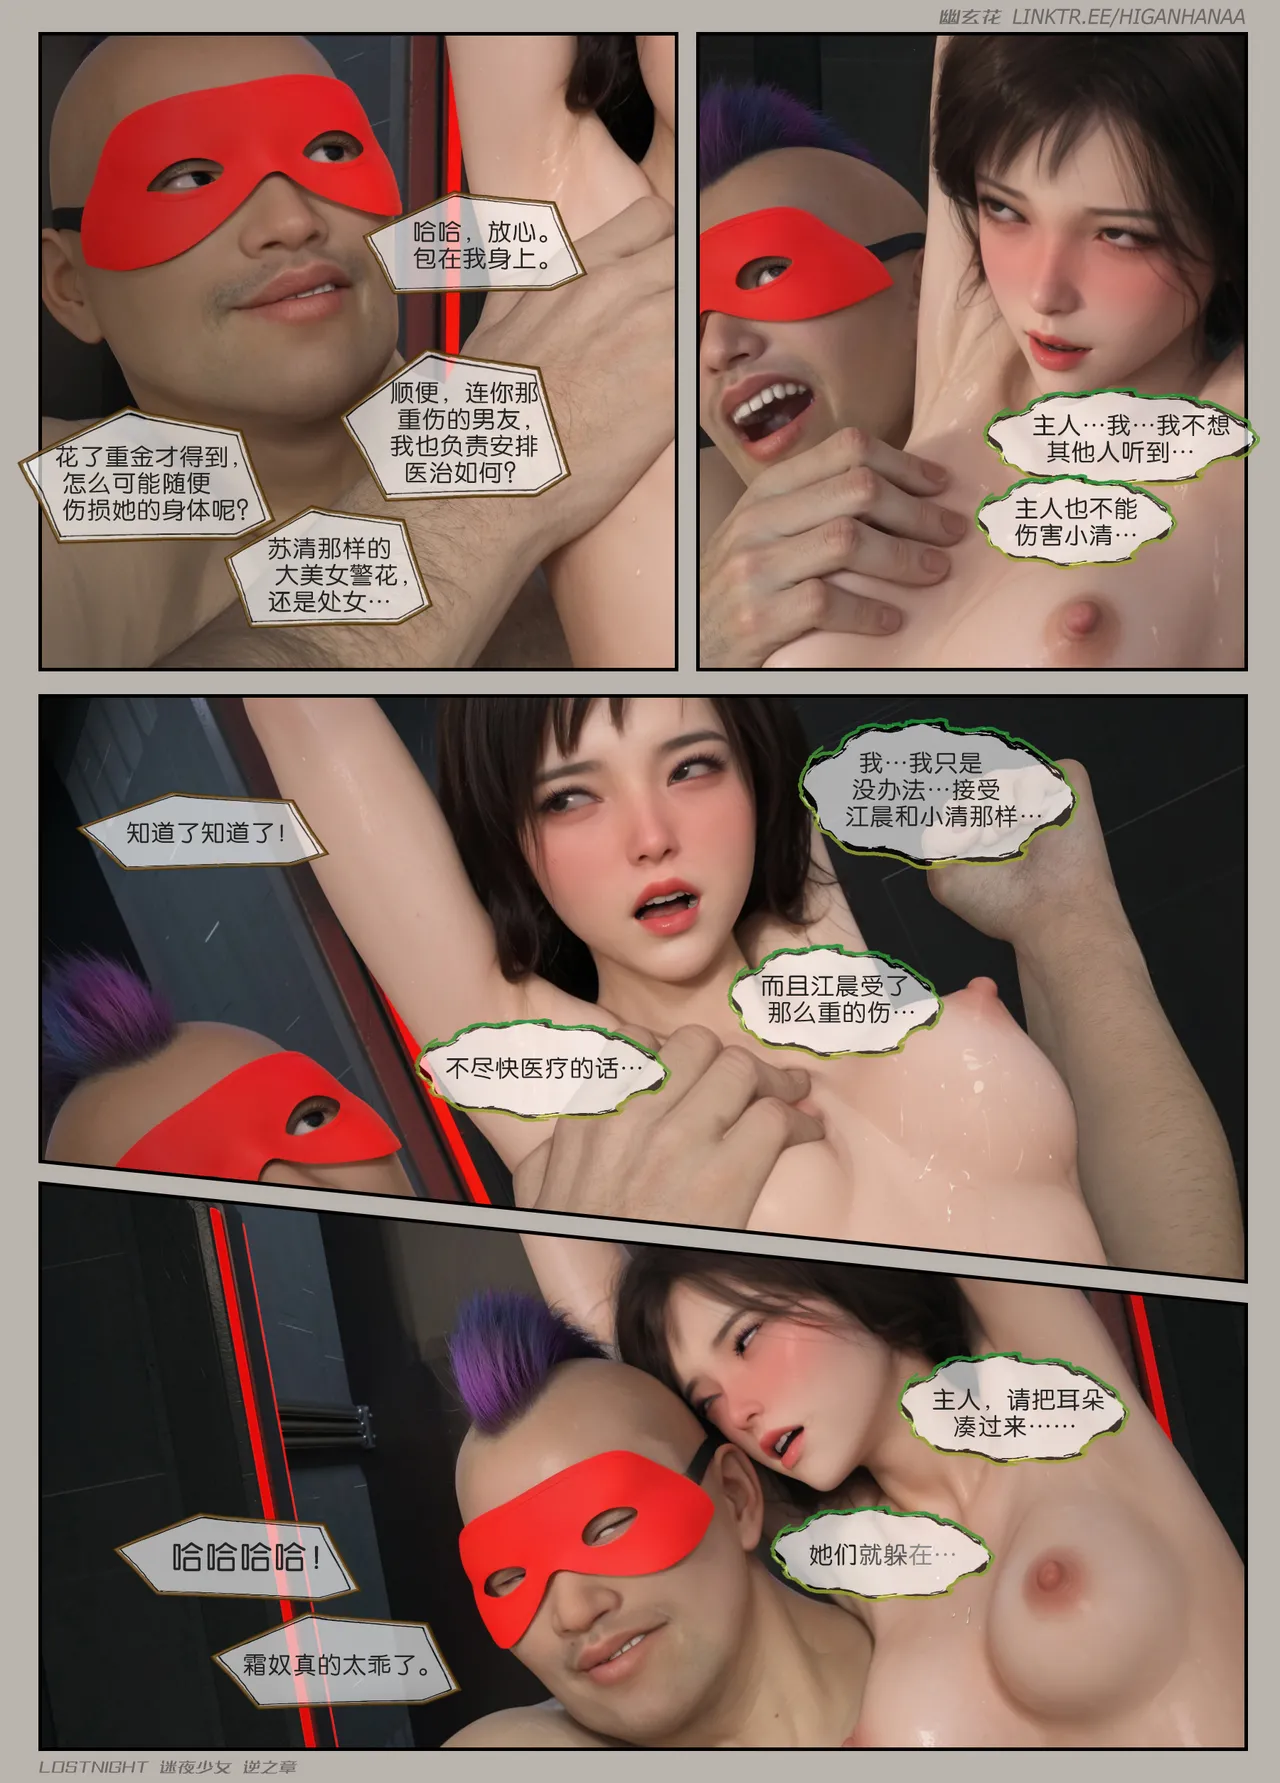 幽玄花 LINKTR.EE/HIGANHANAA
哈哈，放心。
包在我身上。
顺便，连你那
重伤的男友，
我也负责安排
医治如何？
花了重金才得到，
怎么可能随便
伤损她的身体呢？
苏清那样的
大美女警花，
还是处女…
主人…我…我不想
其他人听到…
主人也不能
伤害小清…
知道了知道了！
我…我只是
没办法…接受
江晨和小清那样…
而且江晨受了
那么重的伤…
不尽快医疗的话…
主人，请把耳朵
凑过来……
她们就躲在…
哈哈哈哈！
霜奴真的太乖了。
LOSTNIGHT 迷夜少女 逆之章